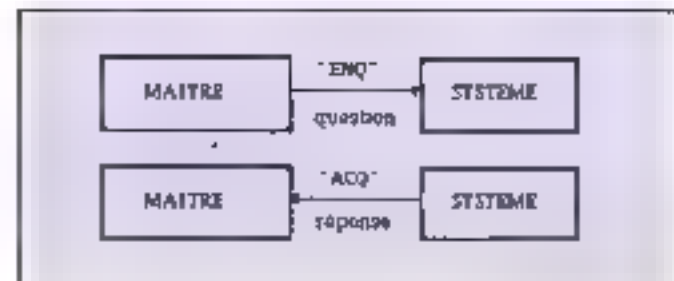 "ENQ"
MAITRE SYSTEME
question
"ACQ"
MAITRE SYSTEME
réponse